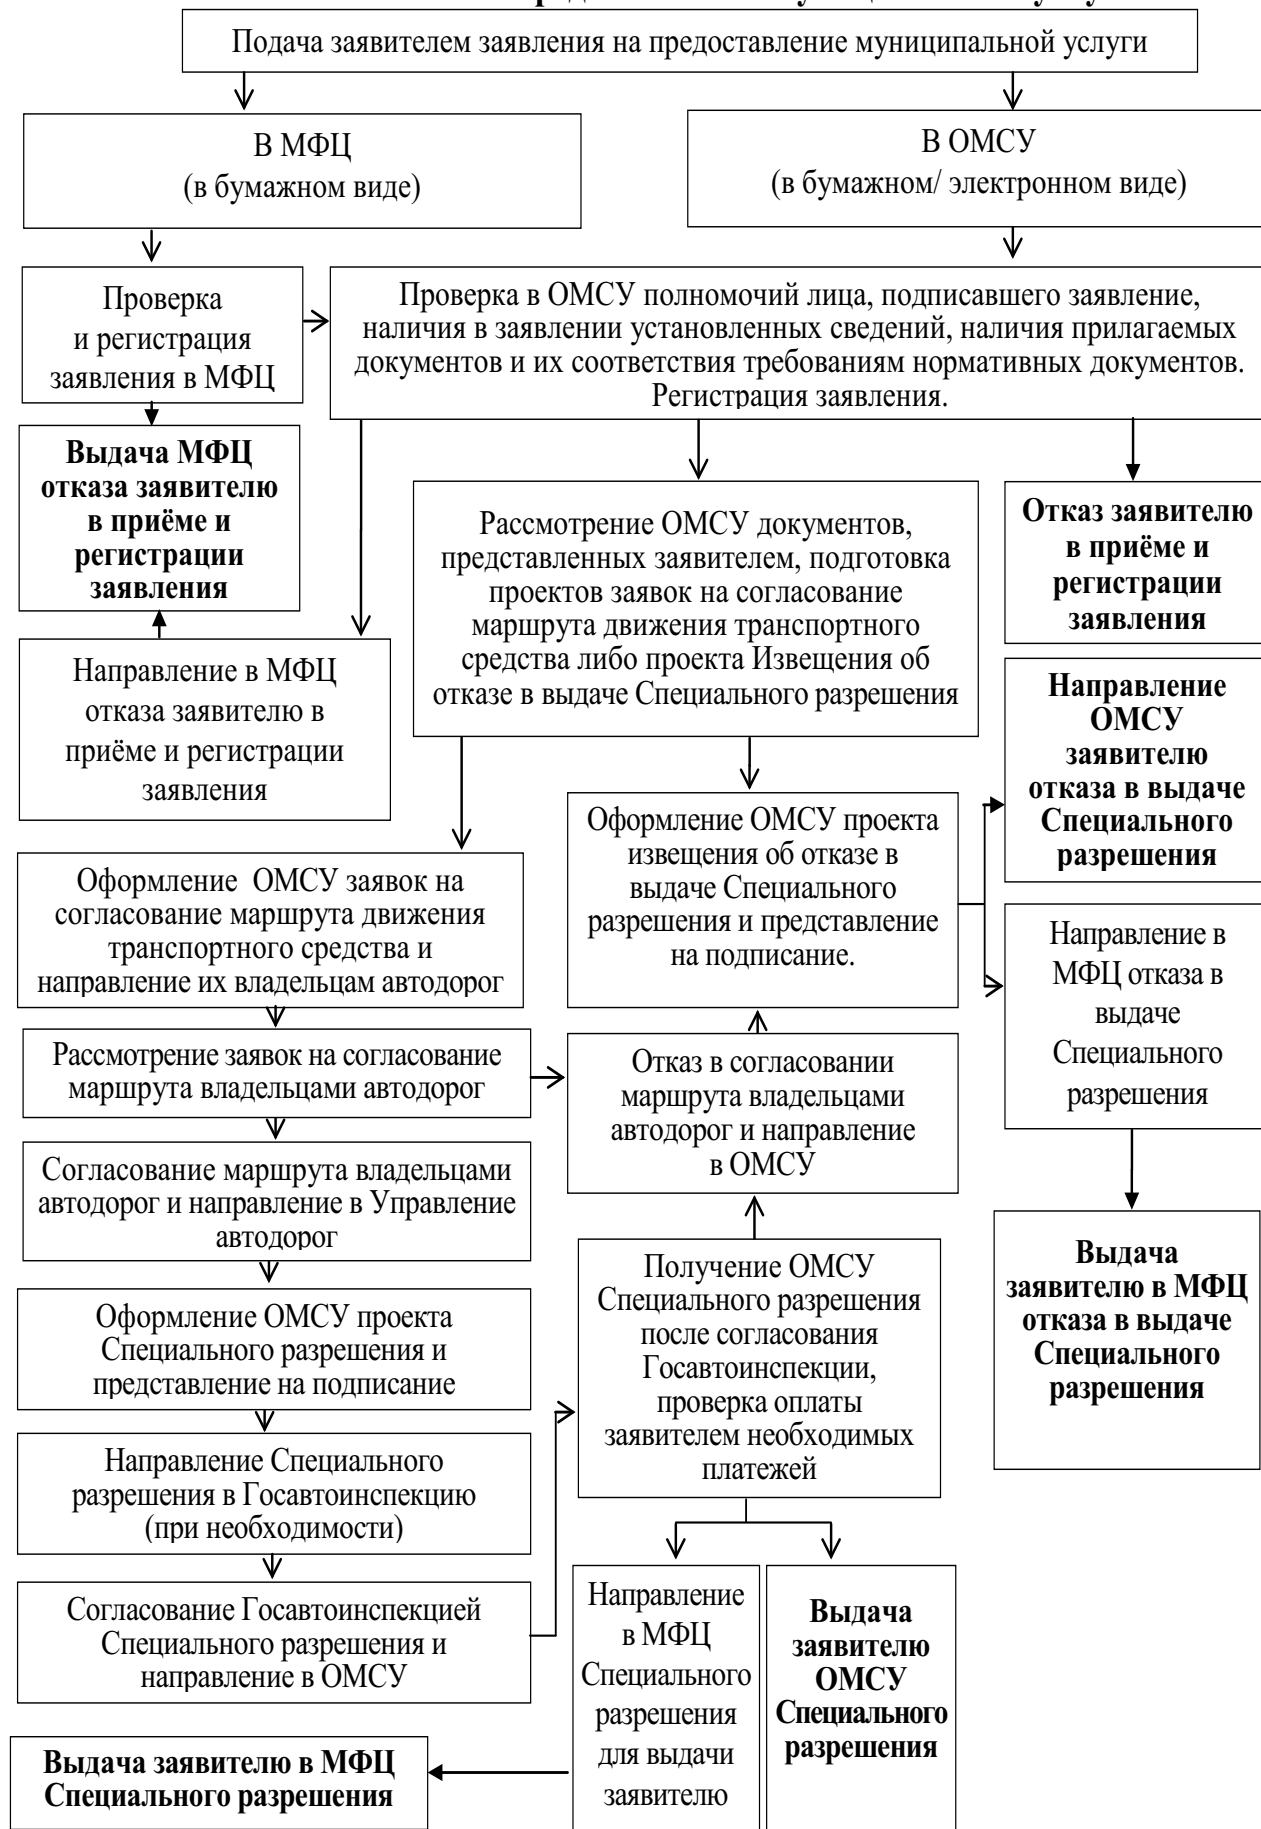 Подача заявителем заявления на предоставление муниципальной услуги
В МФЦ
(в бумажном виде)
В ОМСУ
(в бумажном/ электронном виде)
Проверка
и регистрация
заявления в МФЦ
Проверка в ОМСУ полномочий лица, подписавшего заявление,
наличия в заявлении установленных сведений, наличия прилагаемых
документов и их соответствия требованиям нормативных документов.
Регистрация заявления.
Выдача МФЦ
отказа заявителю
в приёме и
регистрации
заявления
Рассмотрение ОМСУ документов,
представленных заявителем, подготовка
проектов заявок на согласование
маршрута движения транспортного
средства либо проекта Извещения об
отказе в выдаче Специального разрешения
Отказ заявителю
в приёме и
регистрации
заявления
Направление в МФЦ
отказа заявителю в
приёме и регистрации
заявления
Направление
ОМСУ
заявителю
отказа в выдаче
Специального
разрешения
Оформление ОМСУ проекта
извещения об отказе в
выдаче Специального
разрешения и представление
на подписание.
Оформление ОМСУ заявок на
согласование маршрута движения
транспортного средства и
направление их владельцам автодорог
Направление в
МФЦ отказа в
выдаче
Специального
разрешения
Рассмотрение заявок на согласование
маршрута владельцами автодорог
Отказ в согласовании
маршрута владельцами
автодорог и направление
в ОМСУ
Согласование маршрута владельцами
автодорог и направление в Управление
автодорог
Выдача
заявителю в МФЦ
отказа в выдаче
Специального
разрешения
Получение ОМСУ
Специального разрешения
после согласования
Госавтоинспекции,
проверка оплаты
заявителем необходимых
платежей
Оформление ОМСУ проекта
Специального разрешения и
представление на подписание
Направление Специального
разрешения в Госавтоинспекцию
(при необходимости)
Согласование Госавтоинспекцией
Специального разрешения и
направление в ОМСУ
Направление
в МФЦ
Специального
разрешения
для выдачи
заявителю
Выдача
заявителю
ОМСУ
Специального
разрешения
Выдача заявителю в МФЦ
Специального разрешения